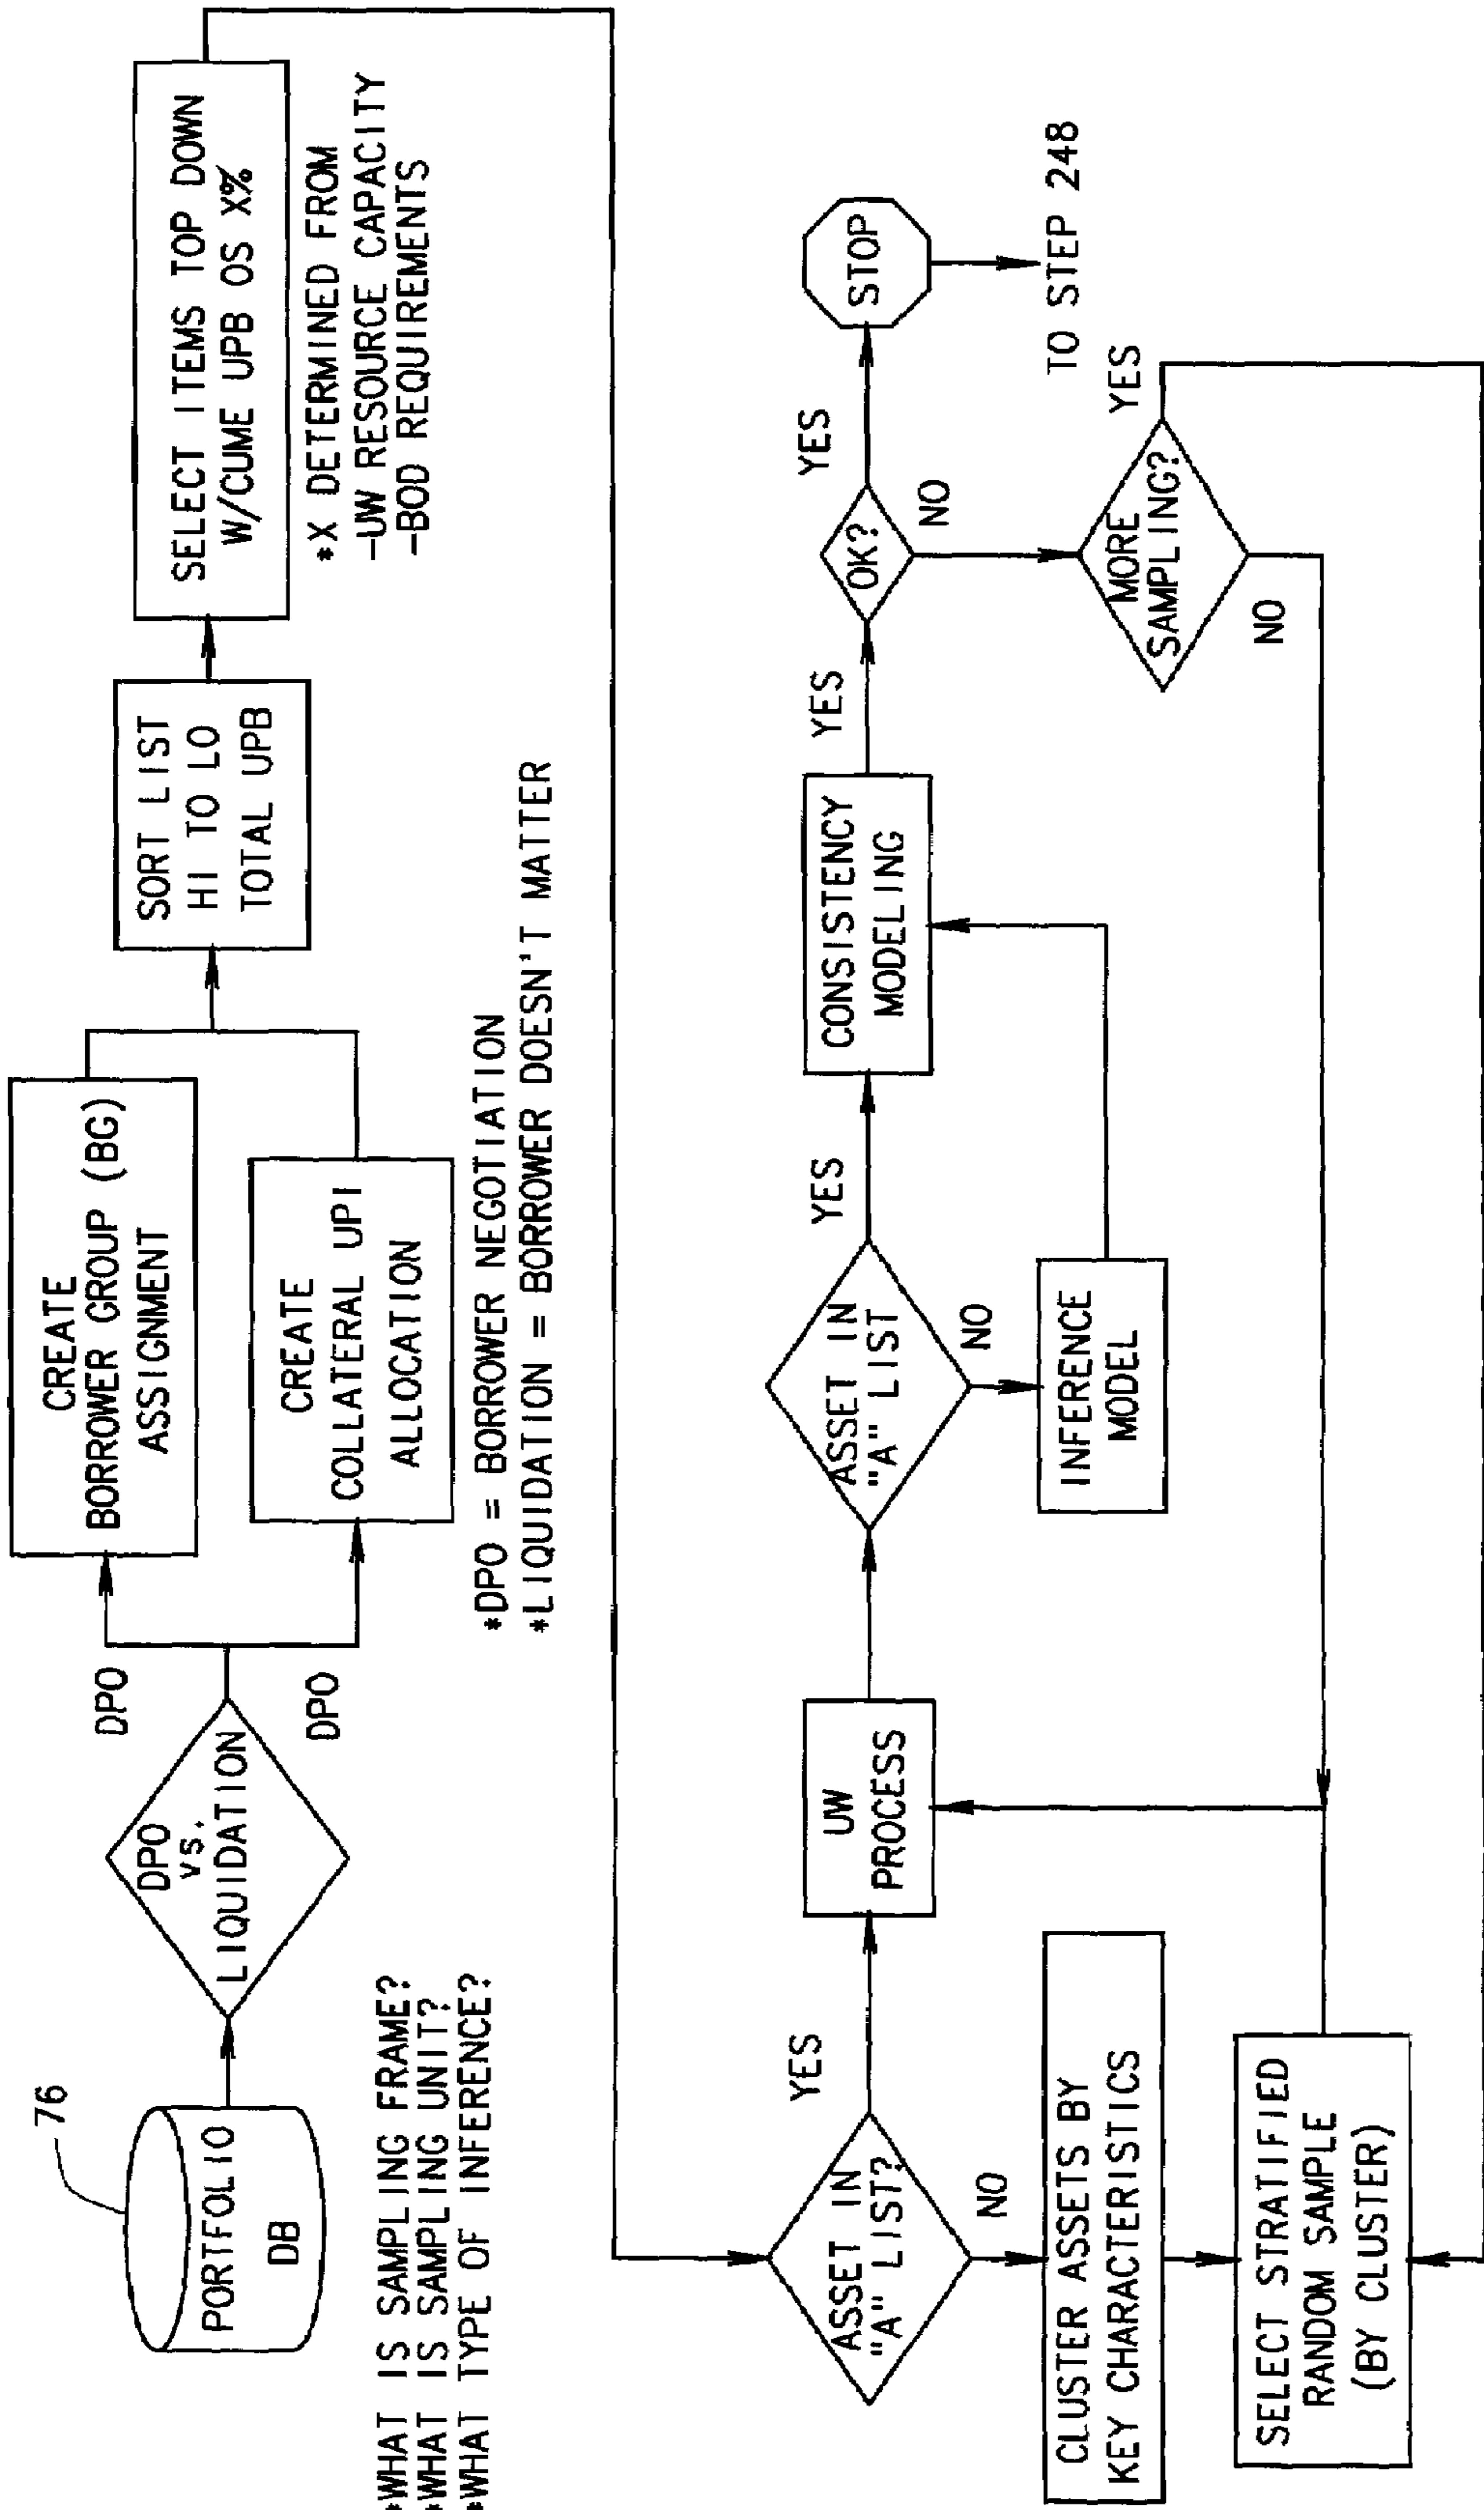 76
PORTFOLIO
DB
*WHAT IS SAMPLING FRAME?
*WHAT IS SAMPLING UNIT?
*WHAT TYPE OF INFERENCE?
DPO
vs.
LIQUIDATION
DPO
DPO
CREATE
BORROWER GROUP (BG)
ASSIGNMENT
CREATE
COLLATERAL UPI
ALLOCATION
*DPO = BORROWER NEGOTIATION
*LIQUIDATION = BORROWER DOESN'T MATTER
SORT LIST
HI TO LO
TOTAL UPB
SELECT ITEMS TOP DOWN
W/CUME UPB OS X%
*X DETERMINED FROM
-UW RESOURCE CAPACITY
-BOD REQUIREMENTS
ASSET IN
"A" LIST?
YES
NO
CLUSTER ASSETS BY
KEY CHARACTERISTICS
SELECT STRATIFIED
RANDOM SAMPLE
(BY CLUSTER)
UW
PROCESS
ASSET IN
"A" LIST
YES
NO
INFERENCE
MODEL
CONSISTENCY
MODELING
YES
OK?
YES
NO
MORE
SAMPLING?
YES
NO
STOP
TO STEP 248